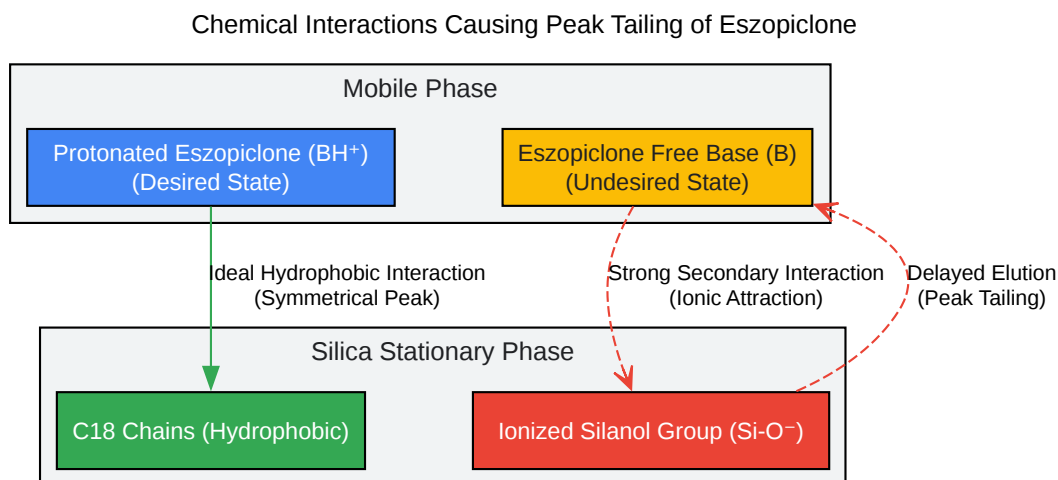 Chemical Interactions Causing Peak Tailing of Eszopiclone
Mobile Phase
Protonated Eszopiclone (BH⁺)
(Desired State)
Eszopiclone Free Base (B)
(Undesired State)
Ideal Hydrophobic Interaction
(Symmetrical Peak)
Strong Secondary Interaction
(Ionic Attraction)
Delayed Elution
(Peak Tailing)
Silica Stationary Phase
C18 Chains (Hydrophobic)
Ionized Silanol Group (Si-O⁻)